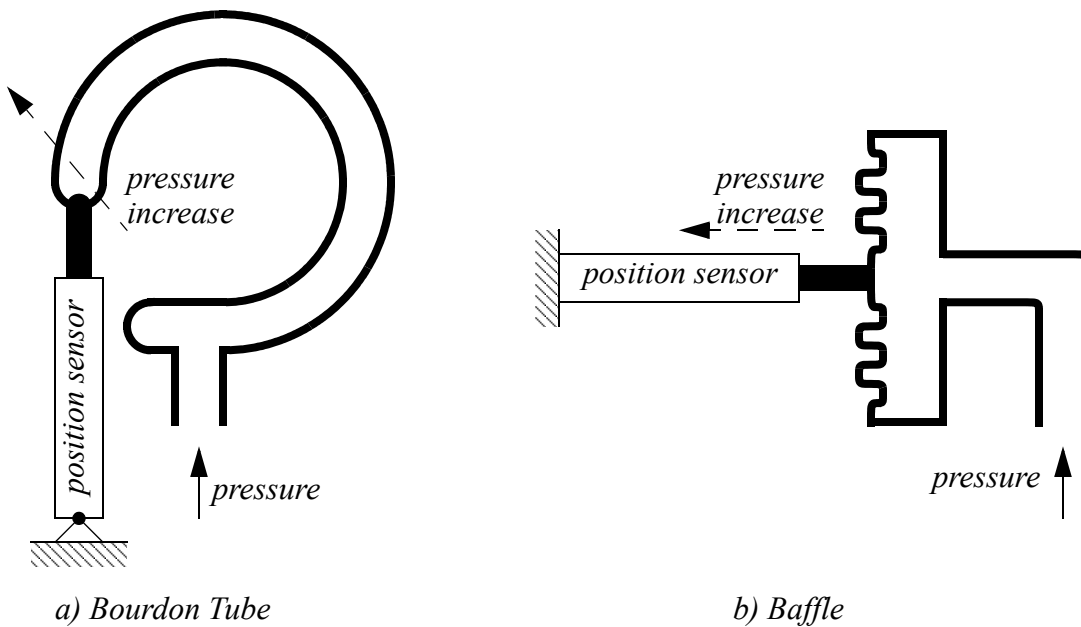 pressure
increase
position sensor
pressure
a) Bourdon Tube
pressure
increase
position sensor
pressure
b) Baffle